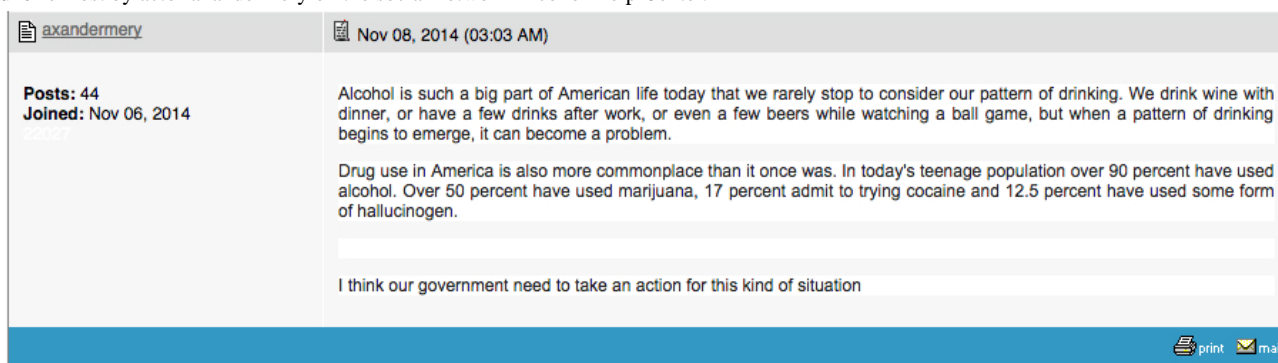 axandermery
Nov 08, 2014 (03:03 AM)
Posts: 44
Joined: Nov 06, 2014
22027
Alcohol is such a big part of American life today that we rarely stop to consider our pattern of drinking. We drink wine with
dinner, or have a few drinks after work, or even a few beers while watching a ball game, but when a pattern of drinking
begins to emerge, it can become a problem.
Drug use in America is also more commonplace than it once was. In today's teenage population over 90 percent have used
alcohol. Over 50 percent have used marijuana, 17 percent admit to trying cocaine and 12.5 percent have used some form
of hallucinogen.
I think our government need to take an action for this kind of situation
print ma